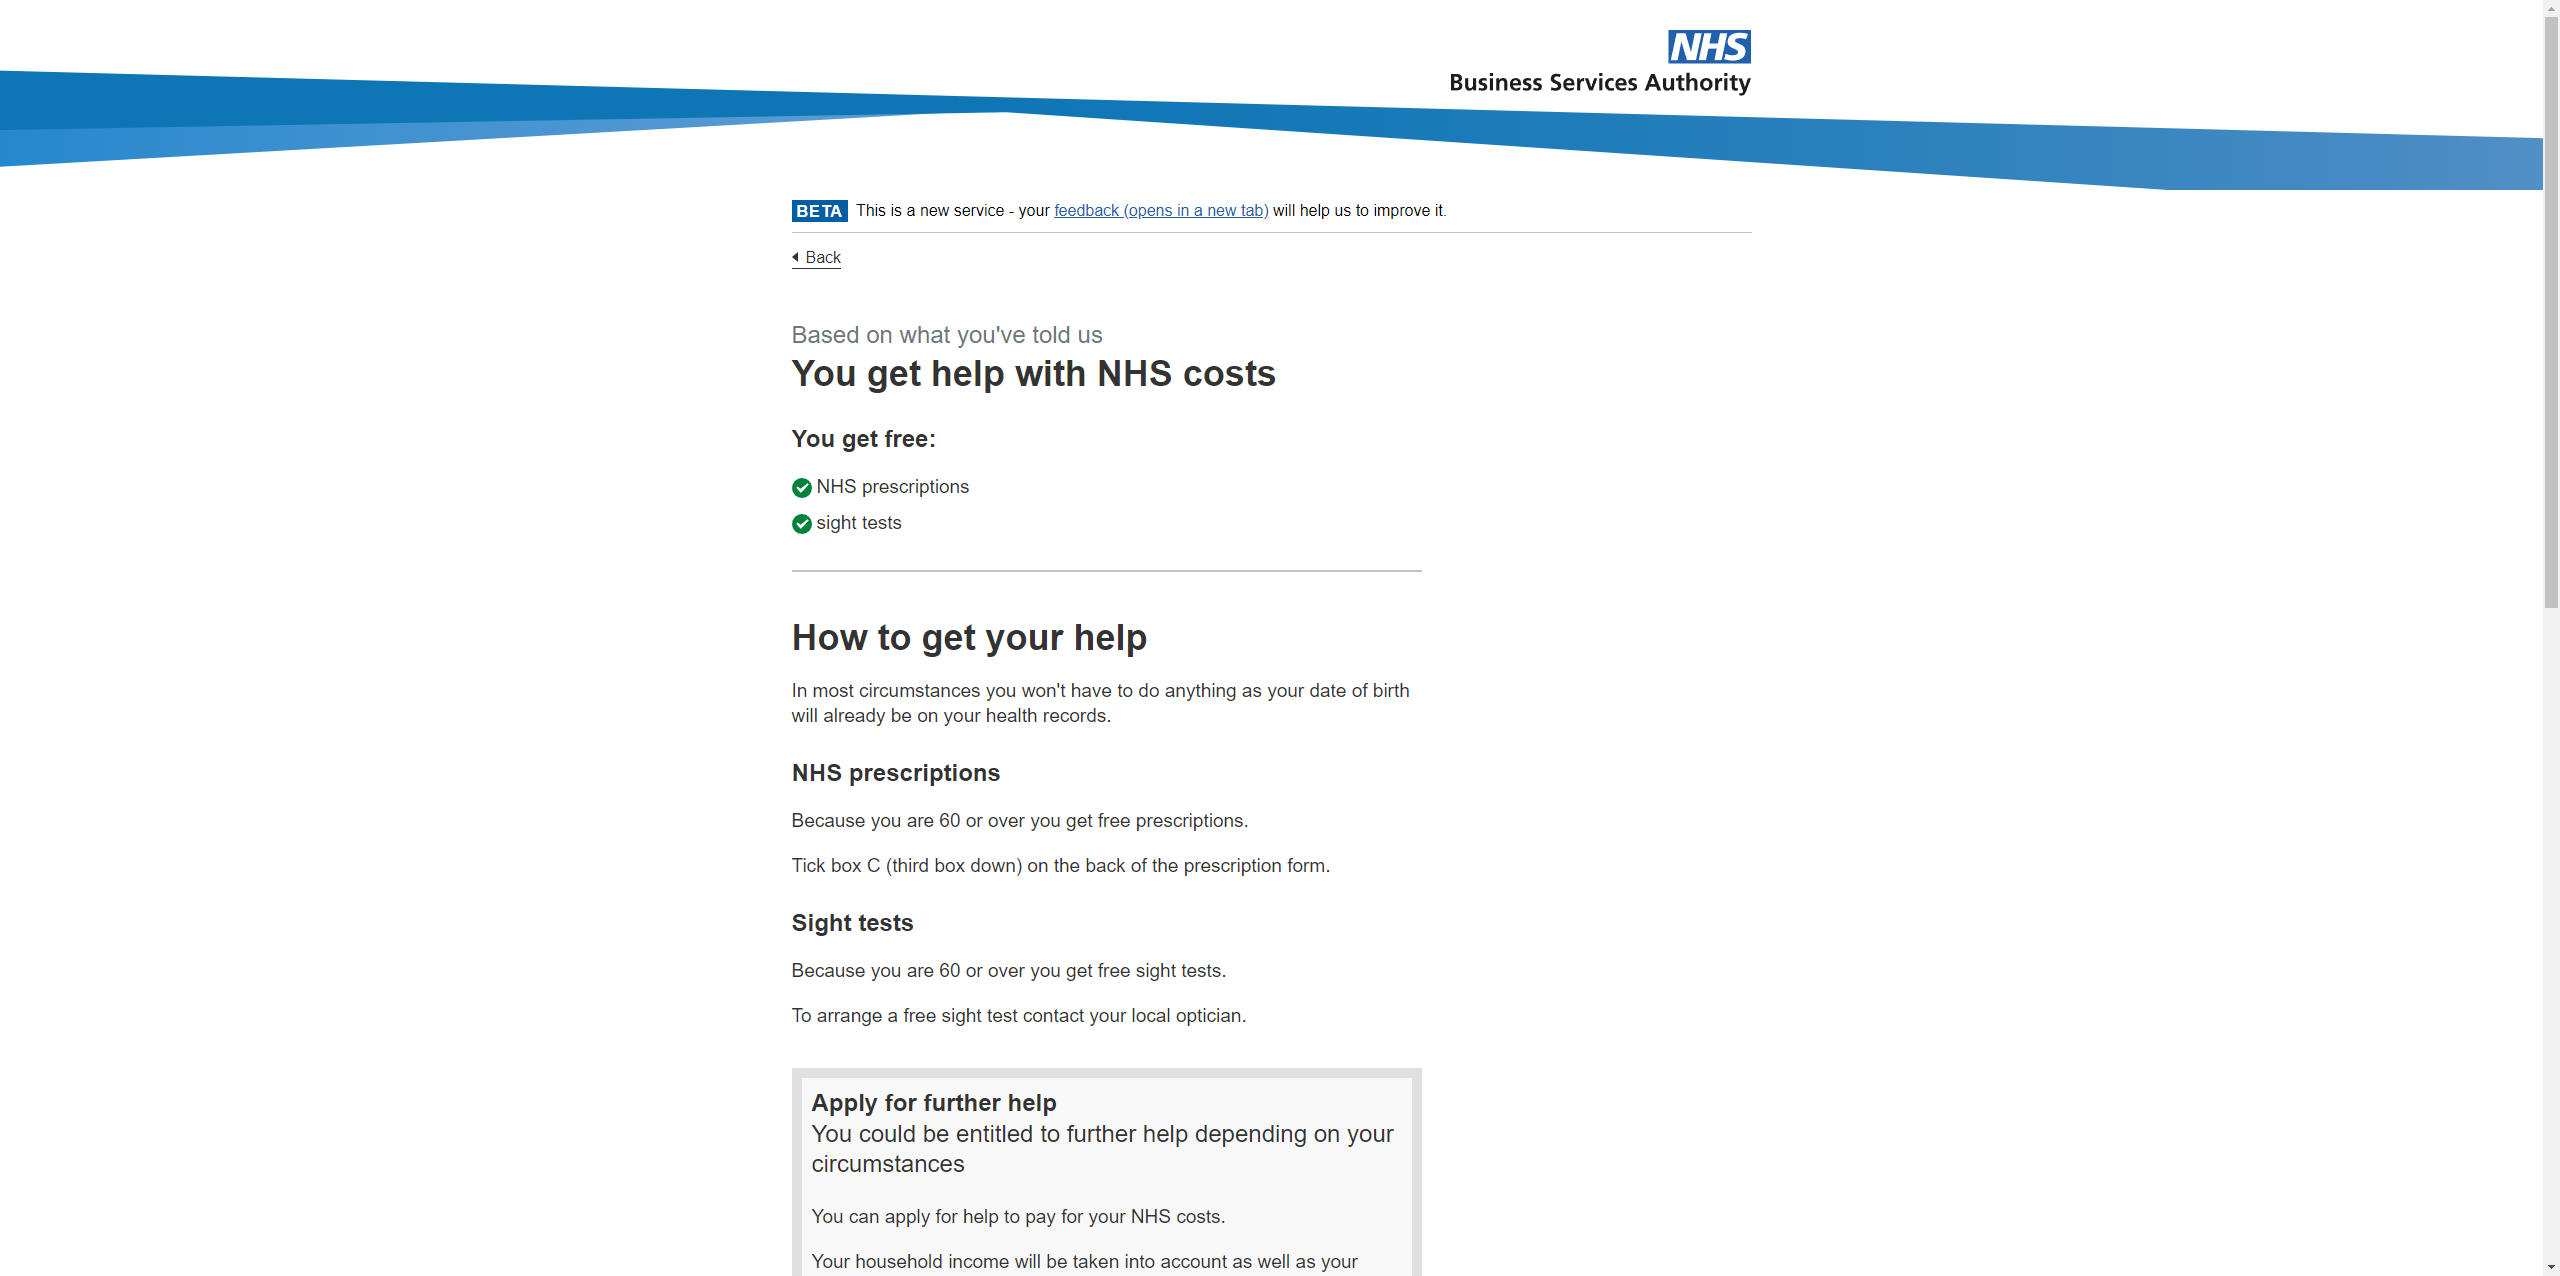 NHS
Business Services Authority
BETA This is a new service - your feedback (opens in a new tab) will help us to improve it.
Back
Based on what you've told us
You get help with NHS costs
You get free:
NHS prescriptions
sight tests
How to get your help
In most circumstances you won't have to do anything as your date of birth
will already be on your health records.
NHS prescriptions
Because you are 60 or over you get free prescriptions.
Tick box C (third box down) on the back of the prescription form.
Sight tests
Because you are 60 or over you get free sight tests.
To arrange a free sight test contact your local optician.
Apply for further help
You could be entitled to further help depending on your
circumstances
You can apply for help to pay for your NHS costs.
Your household income will be taken into account as well as your